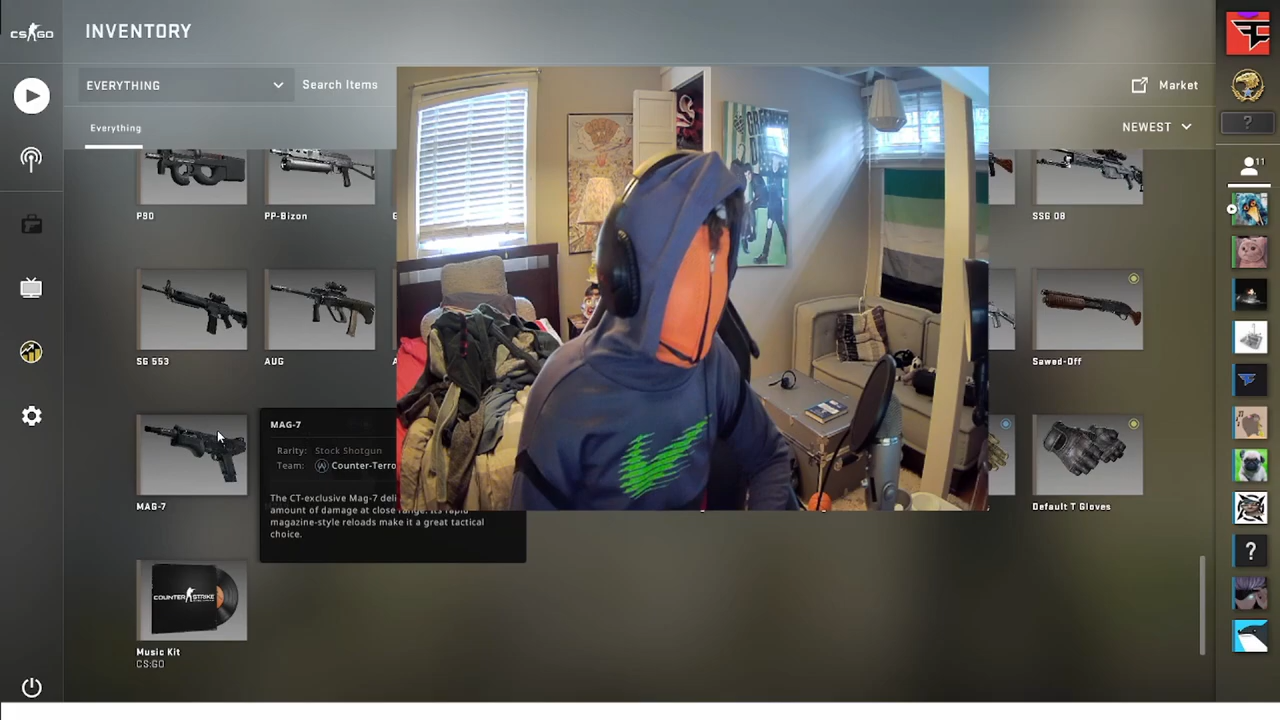 CS:GO
INVENTORY
EVERYTHING
Search Items
Market
Everything
NEWEST
?
11
P90
PP-Bizon
SSG 08
SG 553
AUG
Sawed-Off
MAG-7
Rarity: Stock Shotgun
Team: Counter-Terro
The CT-exclusive Mag-7 deli
amount of damage at close range. Its rapid
magazine-style reloads make it a great tactical
choice.
MAG-7
Default T Gloves
?
COUNTER STRIKE
Music Kit
CS:GO